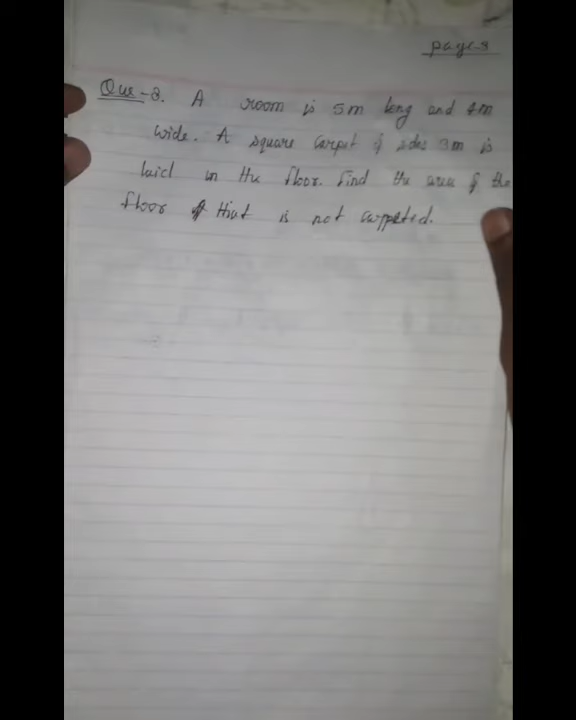 page-3
Que-3. A room is 5m long and 4m
wide. A square carpet of sides 3m is
laid on the floor. Find the area of the
floor that is not carpeted.